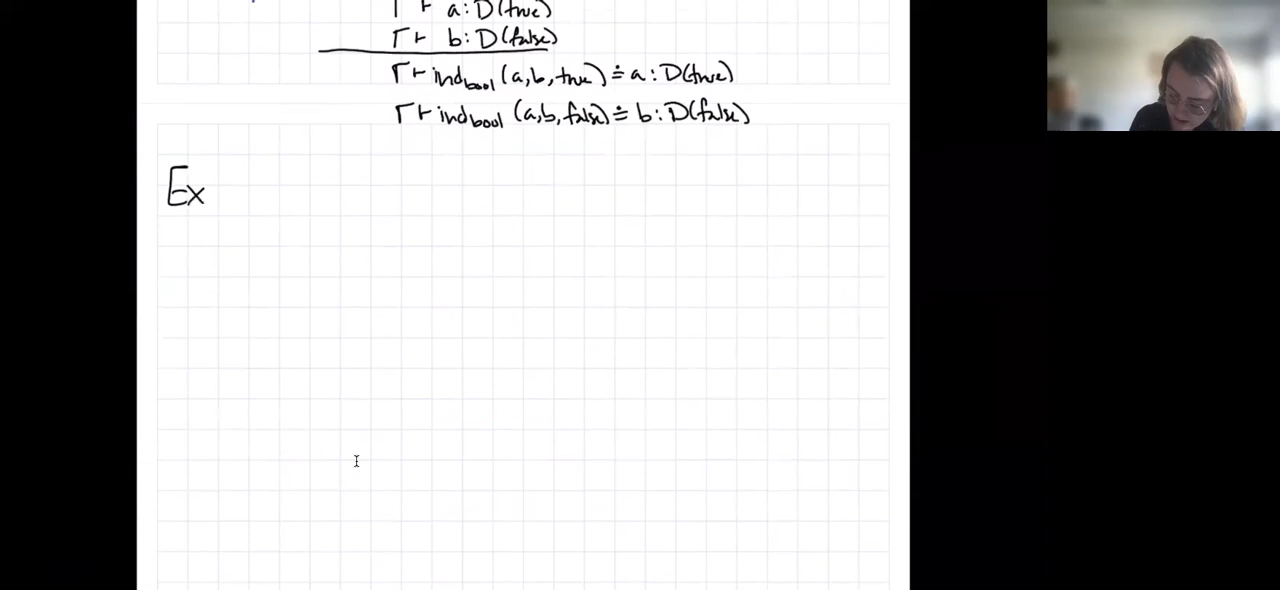 Γ ⊢ a : D(true)
Γ ⊢ b : D(false)
Γ ⊢ ind_bool (a, b, true) ≐ a : D(true)
Γ ⊢ ind_bool (a, b, false) ≐ b : D(false)
Ex